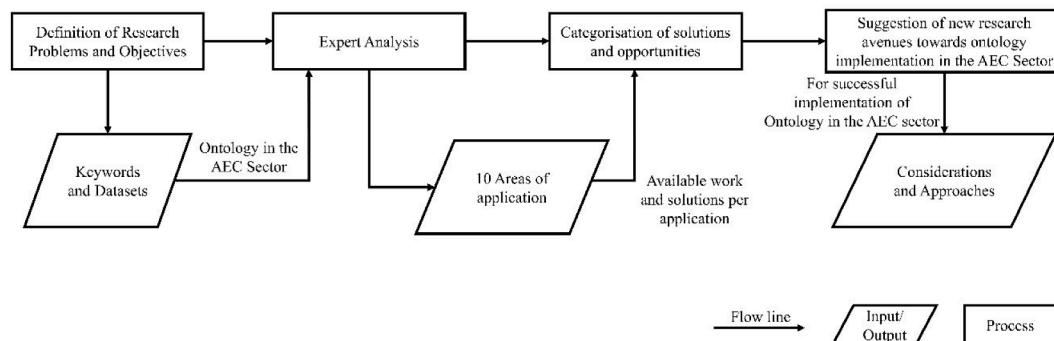 Definition of Research
Problems and Objectives
Expert Analysis
Categorisation of solutions
and opportunities
Suggestion of new research
avenues towards ontology
implementation in the AEC Sector
For successful
implementation of
Ontology in the AEC sector
Keywords
and Datasets
Ontology in the
AEC Sector
10 Areas of
application
Available work
and solutions per
application
Considerations
and Approaches
Flow line
Input/
Output
Process